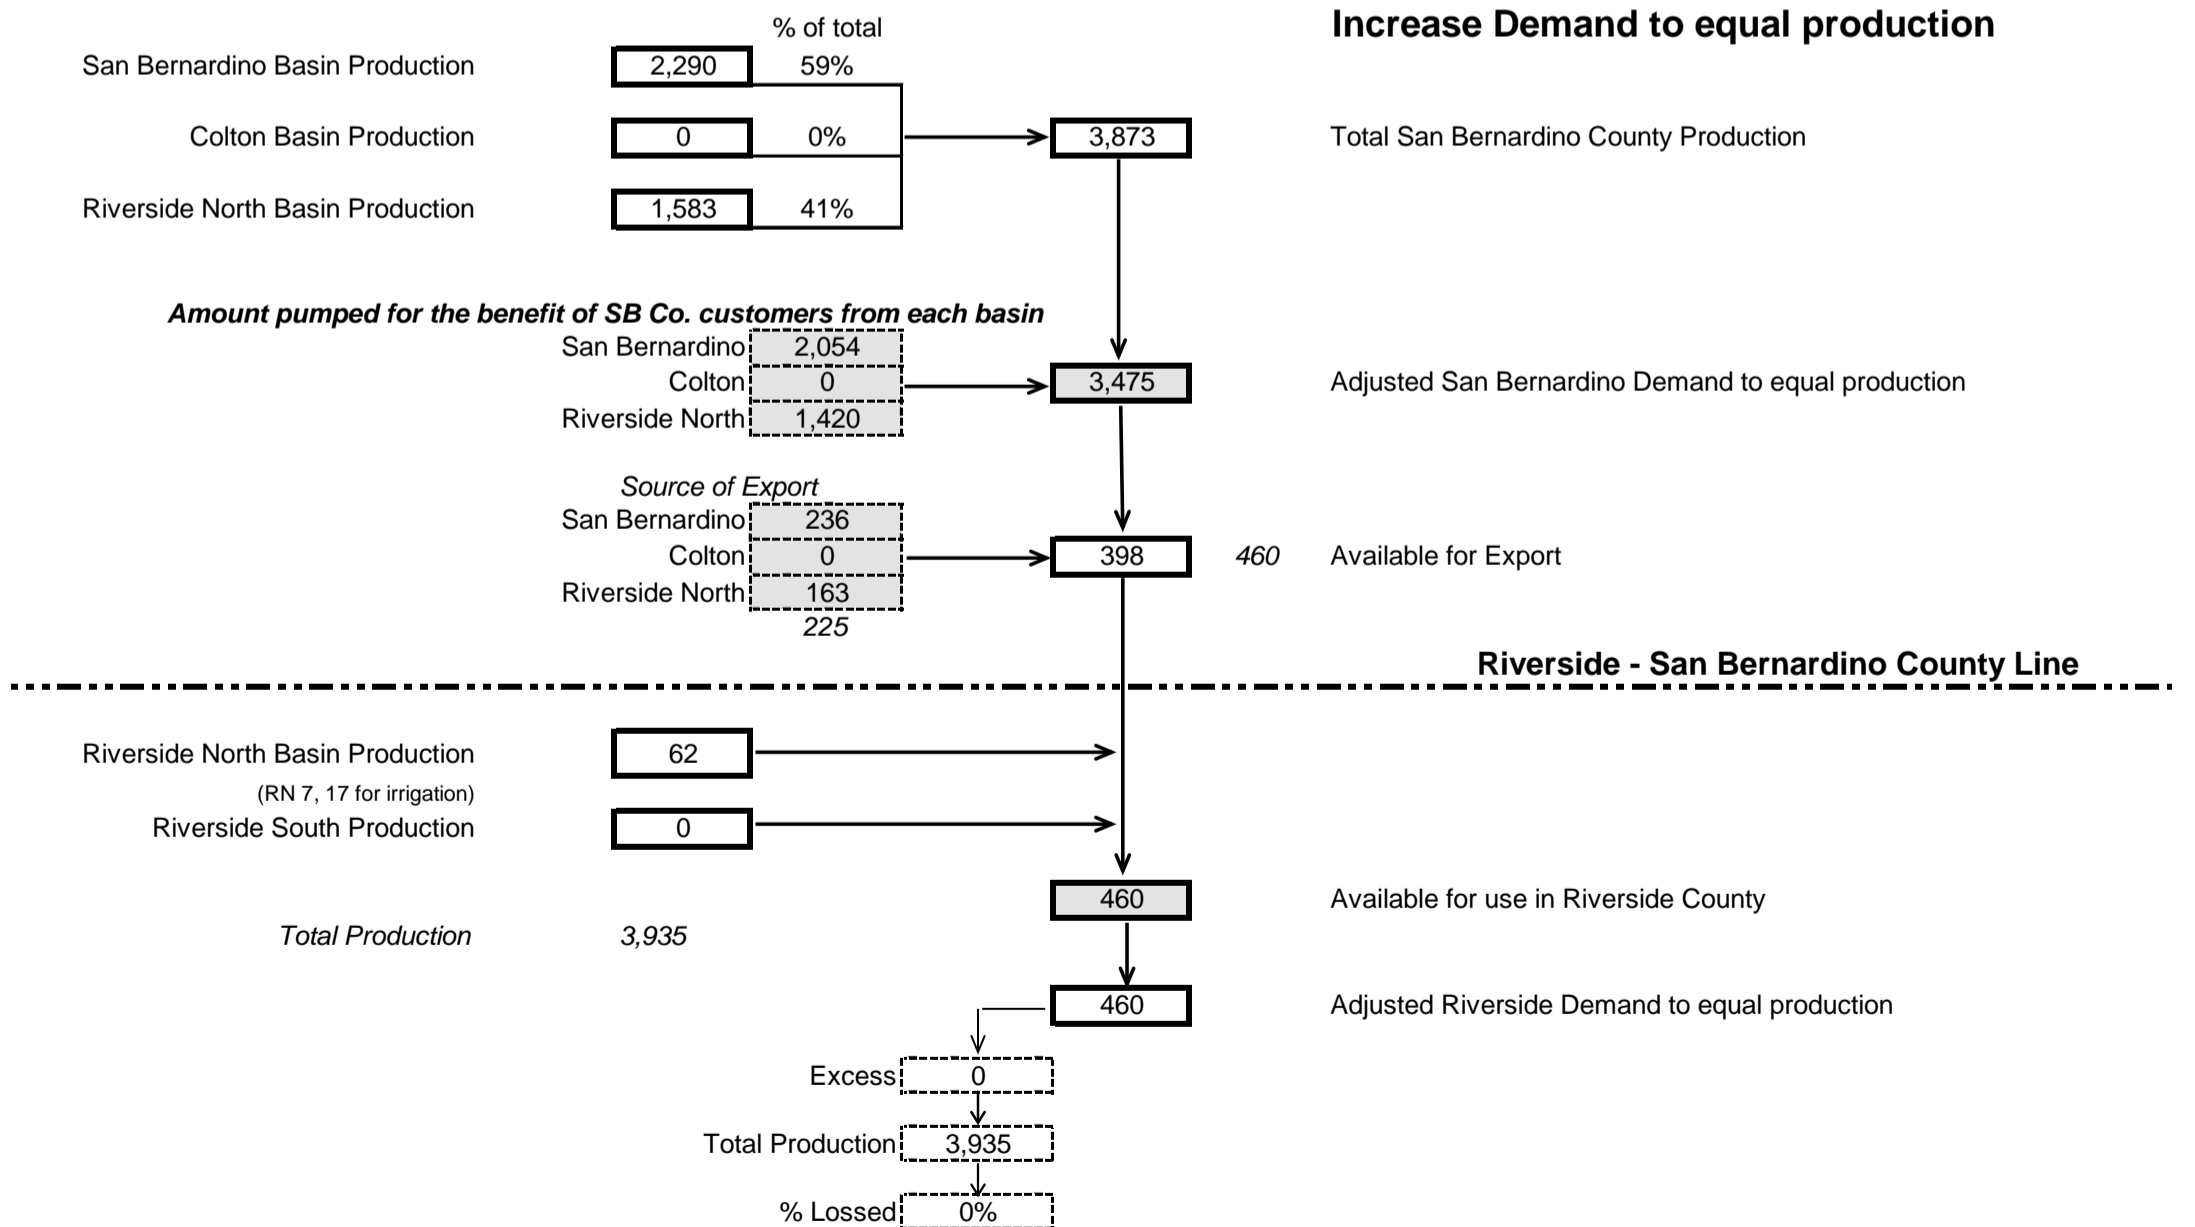 % of total
Increase Demand to equal production
San Bernardino Basin Production 2,290 59%
Colton Basin Production 0 0% 3,873 Total San Bernardino County Production
Riverside North Basin Production 1,583 41%
Amount pumped for the benefit of SB Co. customers from each basin
San Bernardino 2,054
Colton 0 3,475 Adjusted San Bernardino Demand to equal production
Riverside North 1,420
Source of Export
San Bernardino 236
Colton 0 398 460 Available for Export
Riverside North 163
225
Riverside - San Bernardino County Line
Riverside North Basin Production 62
(RN 7, 17 for irrigation)
Riverside South Production 0
460 Available for use in Riverside County
Total Production 3,935
460 Adjusted Riverside Demand to equal production
Excess 0
Total Production 3,935
% Lossed 0%